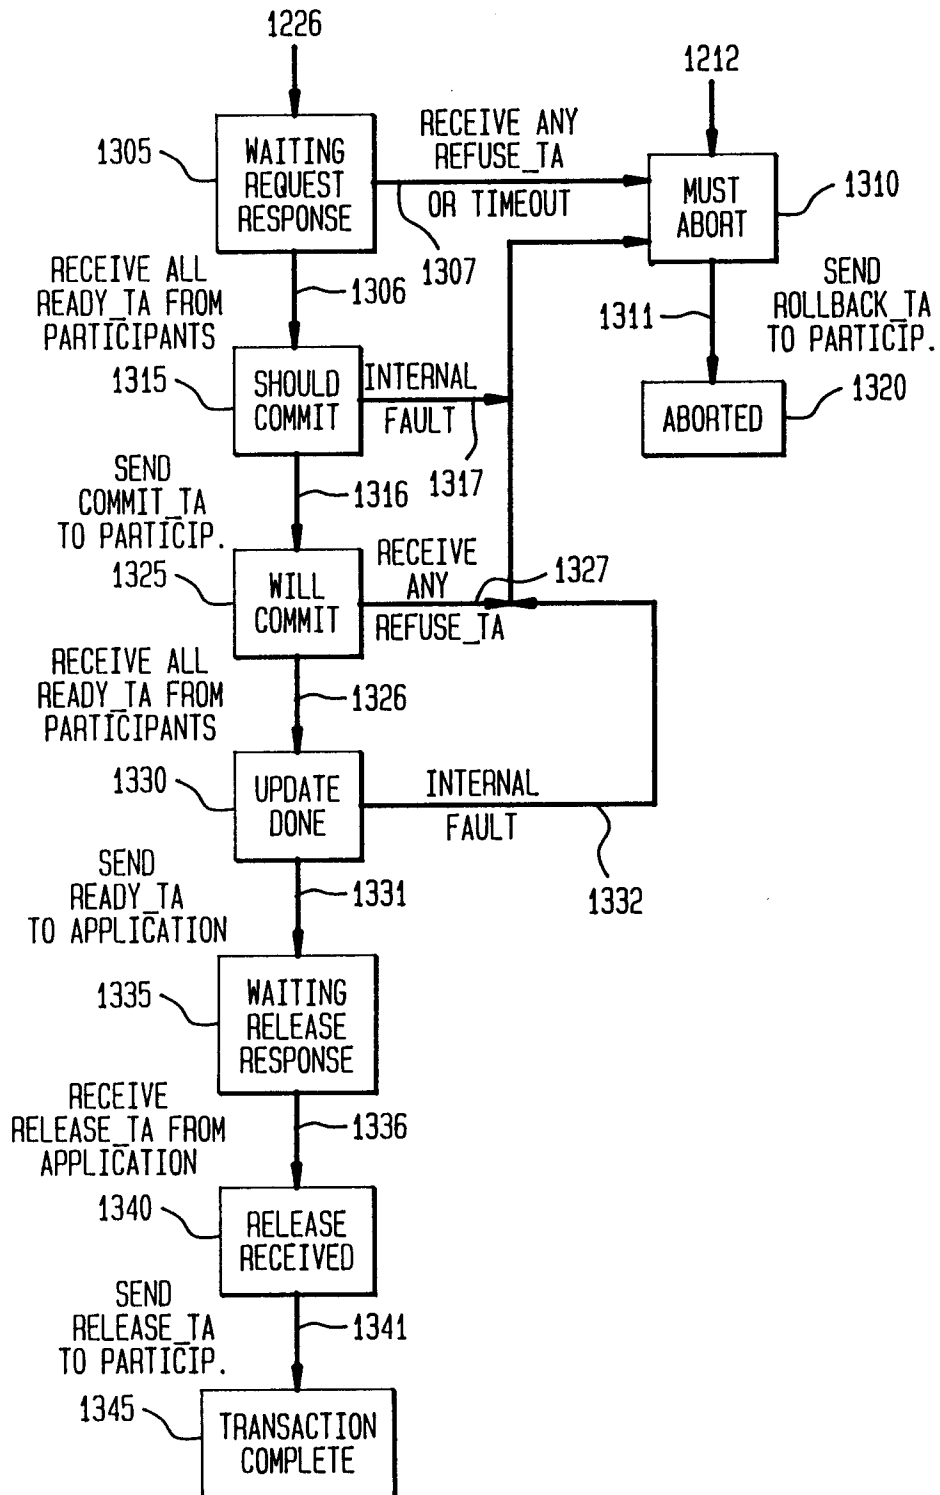 1226
1212
1305
WAITING
REQUEST
RESPONSE
RECEIVE ANY
REFUSE_TA
OR TIMEOUT
1307
MUST
ABORT
1310
RECEIVE ALL
READY_TA FROM
PARTICIPANTS
1306
1311
SEND
ROLLBACK_TA
TO PARTICIP.
1315
SHOULD
COMMIT
INTERNAL
FAULT
1317
ABORTED
1320
SEND
COMMIT_TA
TO PARTICIP.
1316
1325
WILL
COMMIT
RECEIVE
ANY
REFUSE_TA
1327
RECEIVE ALL
READY_TA FROM
PARTICIPANTS
1326
1330
UPDATE
DONE
INTERNAL
FAULT
1332
SEND
READY_TA
TO APPLICATION
1331
1335
WAITING
RELEASE
RESPONSE
RECEIVE
RELEASE_TA FROM
APPLICATION
1336
1340
RELEASE
RECEIVED
SEND
RELEASE_TA
TO PARTICIP.
1341
1345
TRANSACTION
COMPLETE